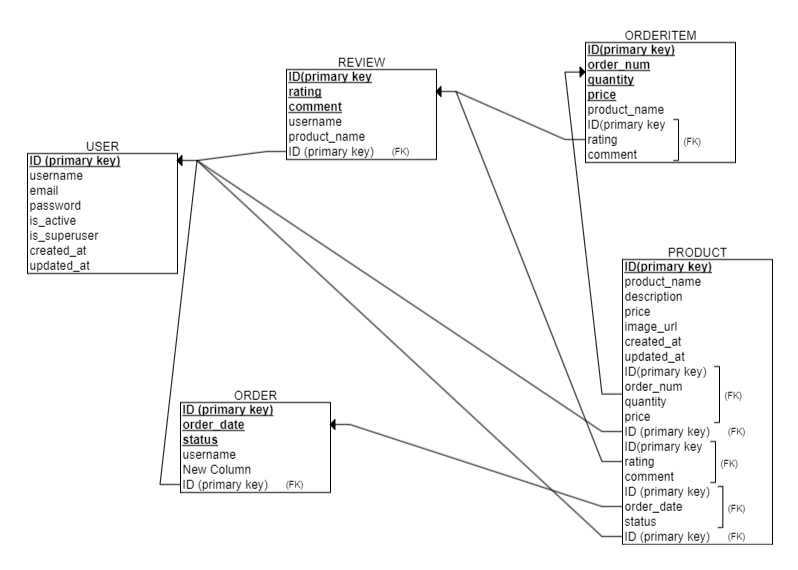 USER
ID (primary key)
username
email
password
is_active
is_superuser
created_at
updated_at
REVIEW
ID(primary key
rating
comment
username
product_name
ID (primary key) (FK)
ORDERITEM
ID(primary key)
order_num
quantity
price
product_name
ID(primary key
rating (FK)
comment
ORDER
ID (primary key)
order_date
status
username
New Column
ID (primary key) (FK)
PRODUCT
ID(primary key)
product_name
description
price
image_url
created_at
updated_at
ID(primary key)
order_num (FK)
quantity
price
ID (primary key) (FK)
ID(primary key
rating (FK)
comment
ID (primary key)
order_date (FK)
status
ID (primary key) (FK)